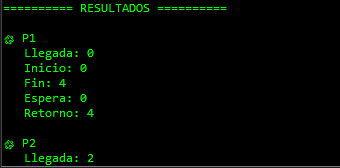 ========== RESULTADOS ==========
P1
Llegada: 0
Inicio: 0
Fin: 4
Espera: 0
Retorno: 4
P2
Llegada: 2